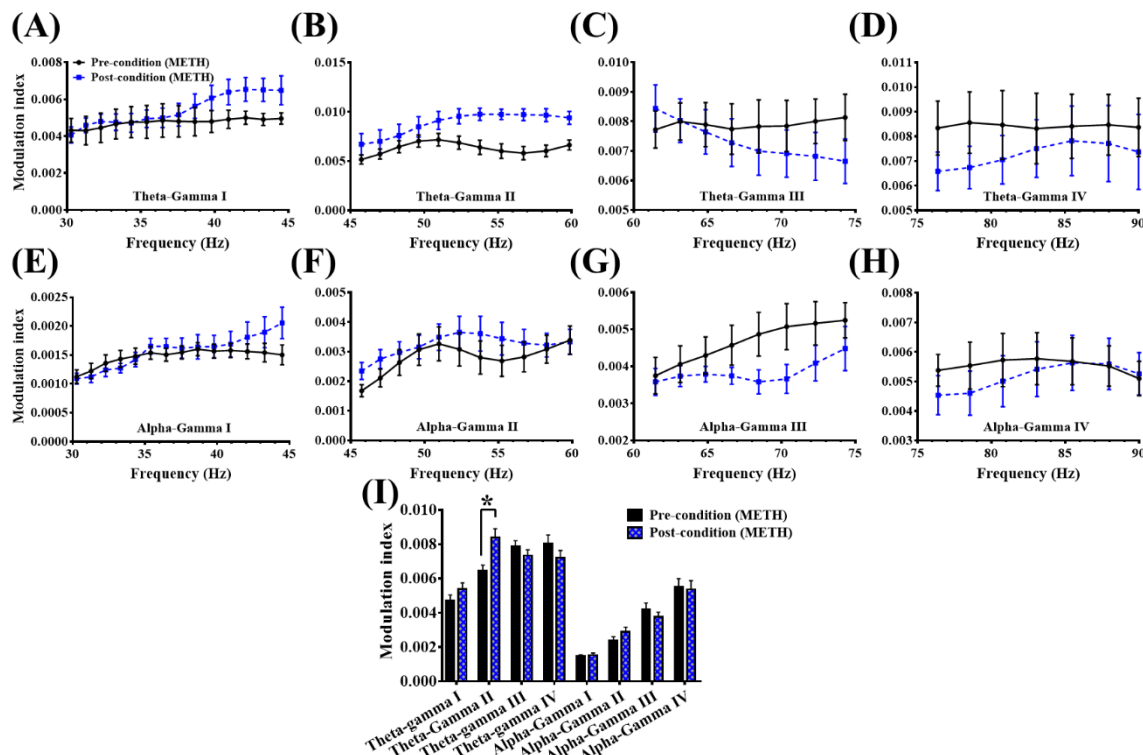 (A)
Pre-condition (METH)
Post-condition (METH)
Modulation index
0.008
0.006
0.004
0.002
0.000
30
35
40
45
Theta-Gamma I
Frequency (Hz)
(B)
0.015
0.010
0.005
0.000
45
50
55
60
Theta-Gamma II
Frequency (Hz)
(C)
0.010
0.009
0.008
0.007
0.006
0.005
60
65
70
75
Theta-Gamma III
Frequency (Hz)
(D)
0.011
0.010
0.009
0.008
0.007
0.006
0.005
75
80
85
90
Theta-Gamma IV
Frequency (Hz)
(E)
Modulation index
0.0025
0.0020
0.0015
0.0010
0.0005
0.0000
30
35
40
45
Alpha-Gamma I
Frequency (Hz)
(F)
0.005
0.004
0.003
0.002
0.001
0.000
45
50
55
60
Alpha-Gamma II
Frequency (Hz)
(G)
0.006
0.005
0.004
0.003
0.002
60
65
70
75
Alpha-Gamma III
Frequency (Hz)
(H)
0.008
0.007
0.006
0.005
0.004
0.003
75
80
85
90
Alpha-Gamma IV
Frequency (Hz)
(I)
*
Pre-condition (METH)
Post-condition (METH)
Modulation index
0.010
0.008
0.006
0.004
0.002
0.000
Theta-gamma I
Theta-Gamma II
Theta-gamma III
Theta-gamma IV
Alpha-Gamma I
Alpha-Gamma II
Alpha-Gamma III
Alpha-Gamma IV